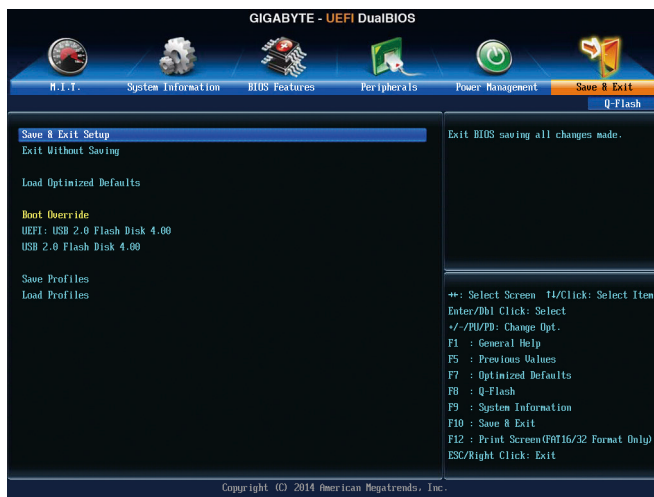 GIGABYTE - UEFI DualBIOS
M.I.T.
System Information
BIOS Features
Peripherals
Power Management
Save & Exit
Q-Flash
Save & Exit Setup
Exit Without Saving
Load Optimized Defaults
Boot Override
UEFI: USB 2.0 Flash Disk 4.00
USB 2.0 Flash Disk 4.00
Save Profiles
Load Profiles
Exit BIOS saving all changes made.
→←: Select Screen ↑↓/Click: Select Item
Enter/Dbl Click: Select
+/-/PU/PD: Change Opt.
F1 : General Help
F5 : Previous Values
F7 : Optimized Defaults
F8 : Q-Flash
F9 : System Information
F10 : Save & Exit
F12 : Print Screen(FAT16/32 Format Only)
ESC/Right Click: Exit
Copyright (C) 2014 American Megatrends, Inc.